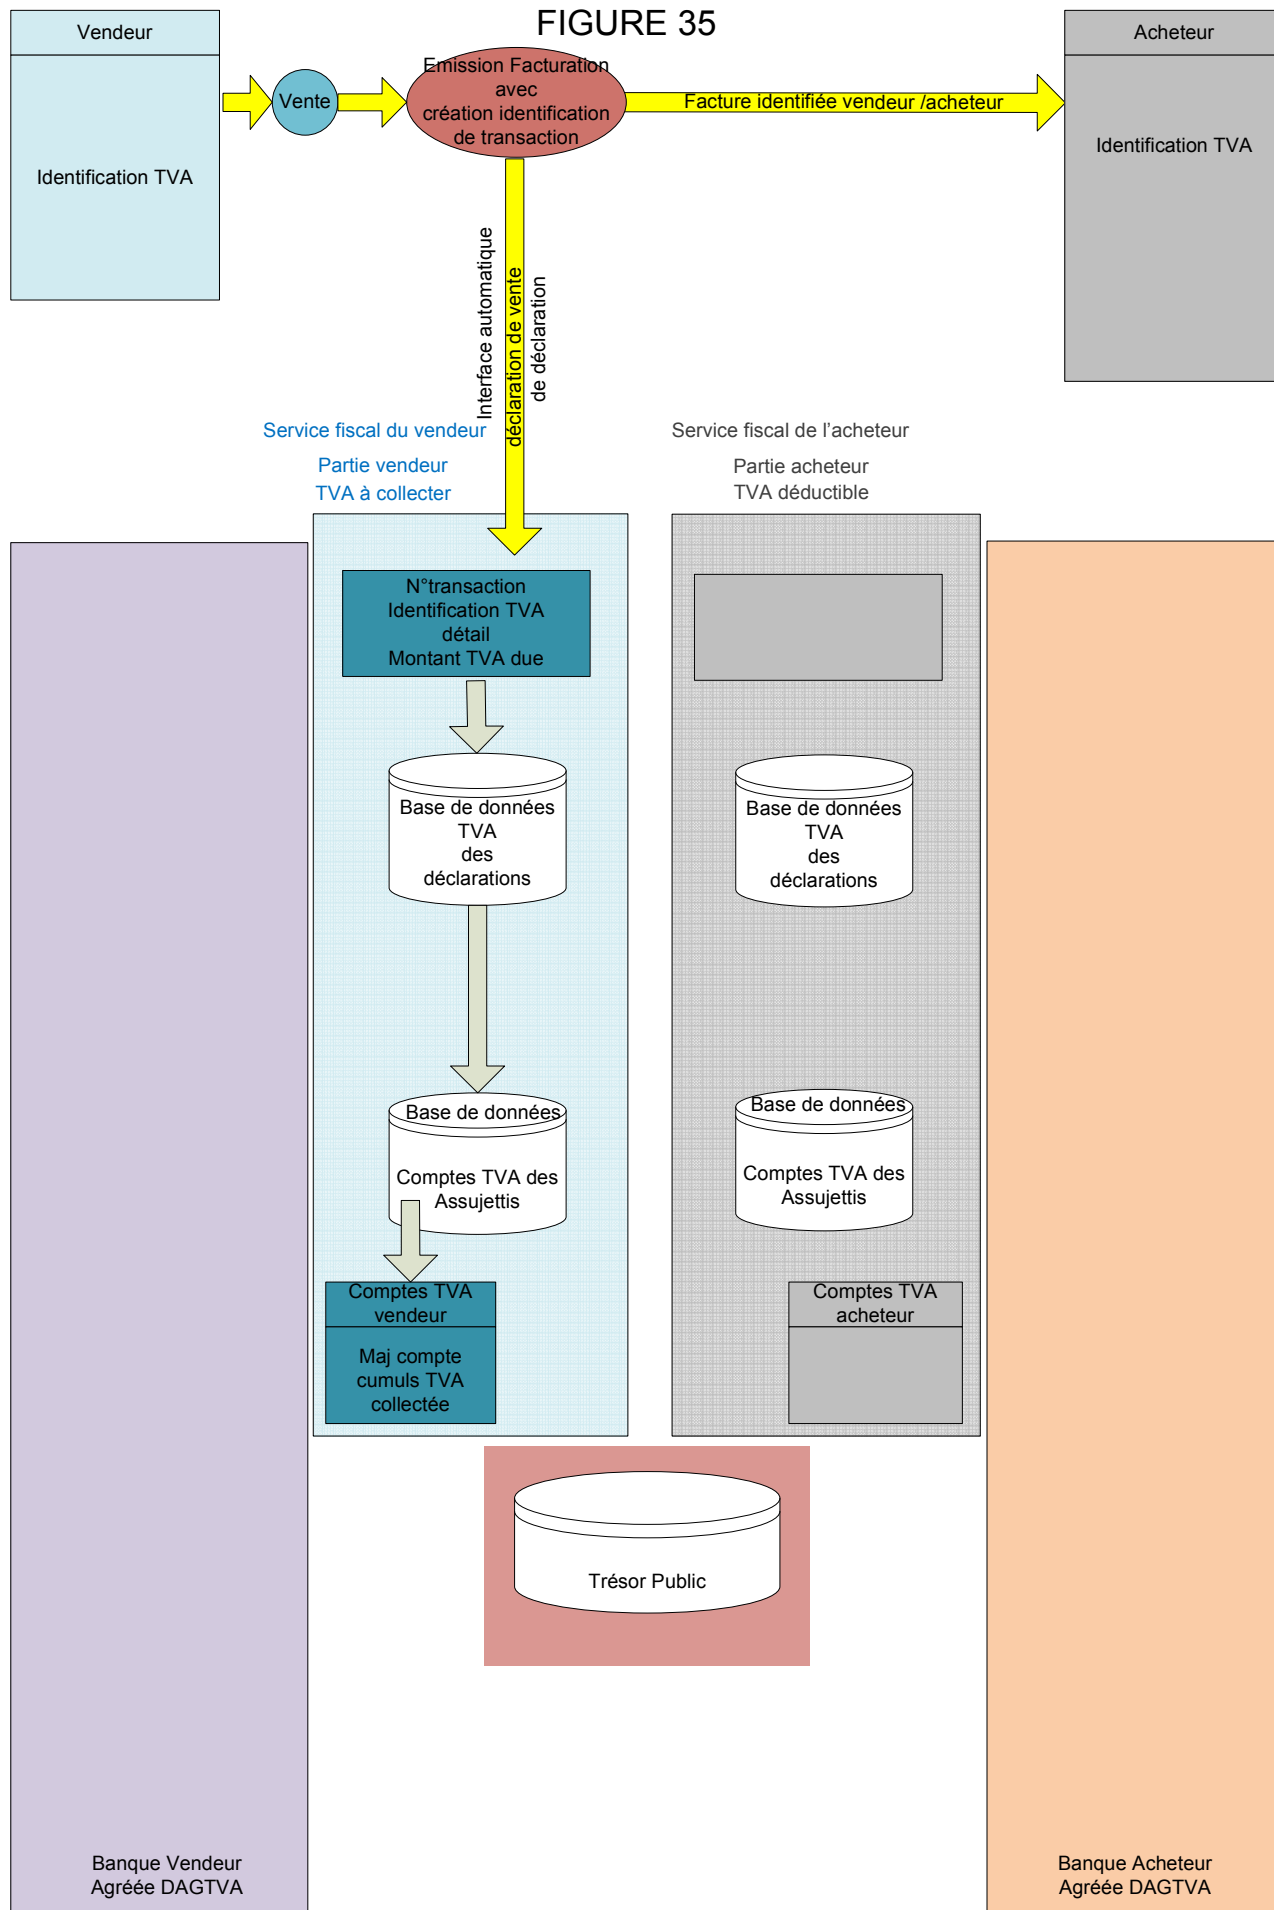 FIGURE 35
Vendeur
Identification TVA
Vente
Emission Facturation
avec
création identification
de transaction
Facture identifiée vendeur /acheteur
Acheteur
Identification TVA
Interface automatique
déclaration de vente
de déclaration
Service fiscal du vendeur
Partie vendeur
TVA à collecter
Service fiscal de l’acheteur
Partie acheteur
TVA déductible
N°transaction
Identification TVA
détail
Montant TVA due
Base de données
TVA
des
déclarations
Base de données
TVA
des
déclarations
Base de données
Comptes TVA des
Assujettis
Base de données
Comptes TVA des
Assujettis
Comptes TVA
vendeur
Maj compte
cumuls TVA
collectée
Comptes TVA
acheteur
Trésor Public
Banque Vendeur
Agréée DAGTVA
Banque Acheteur
Agréée DAGTVA